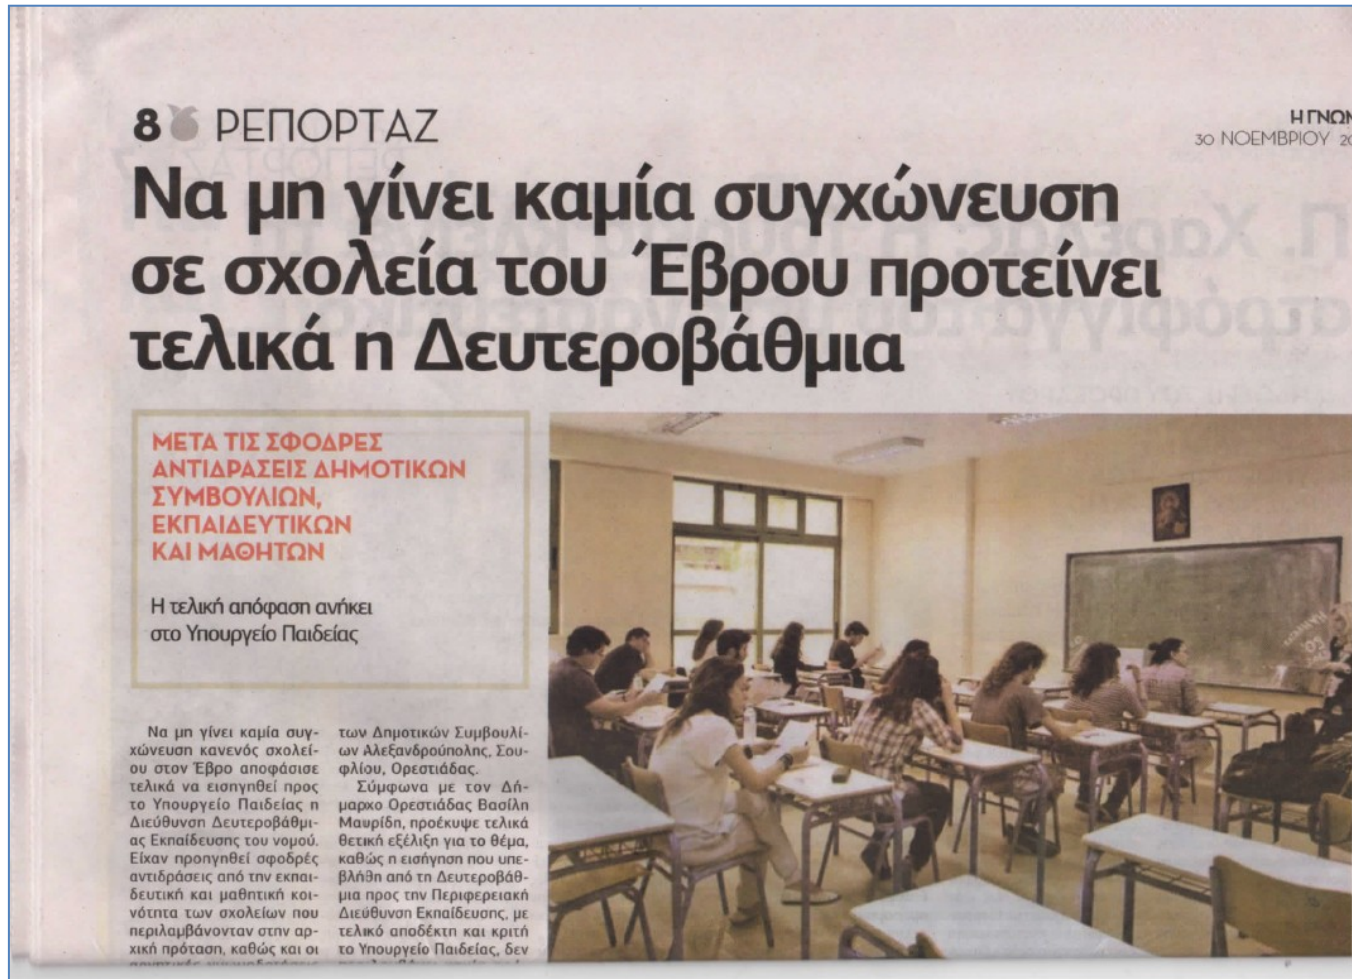 8 ΡΕΠΟΡΤΑΖ
30 ΝΟΕΜΒΡΙΟΥ
Να μη γίνει καμία συγχώνευση
σε σχολεία του Έβρου προτείνει
τελικά η Δευτεροβάθμια
ΜΕΤΑ ΤΙΣ ΣΦΟΔΡΕΣ
ΑΝΤΙΔΡΑΣΕΙΣ ΔΗΜΟΤΙΚΩΝ
ΣΥΜΒΟΥΛΙΩΝ,
ΕΚΠΑΙΔΕΥΤΙΚΩΝ
ΚΑΙ ΜΑΘΗΤΩΝ
Η τελική απόφαση ανήκει
στο Υπουργείο Παιδείας
Να μη γίνει καμία συγ-
χώνευση κανενός σχολεί-
ου στον Έβρο αποφάσισε
τελικά να εισηγηθεί προς
το Υπουργείο Παιδείας η
Διεύθυνση Δευτεροβάθμι-
ας Εκπαίδευσης του νομού.
Είχαν προηγηθεί σφοδρές
αντιδράσεις από την εκπαι-
δευτική και μαθητική κοι-
νότητα των σχολείων που
περιλαμβάνονταν στην αρ-
χική πρόταση, καθώς και οι
των Δημοτικών Συμβουλί-
ων Αλεξανδρούπολης, Σου-
φλίου, Ορεστιάδας.
Σύμφωνα με τον Δή-
μαρχο Ορεστιάδας Βασίλη
Μαυρίδη, προέκυψε τελικά
θετική εξέλιξη για το θέμα,
καθώς η εισήγηση που υπε-
βλήθη από τη Δευτεροβάθ-
μια προς την Περιφερειακή
Διεύθυνση Εκπαίδευσης, με
τελικό αποδέκτη και κριτή
το Υπουργείο Παιδείας, δεν